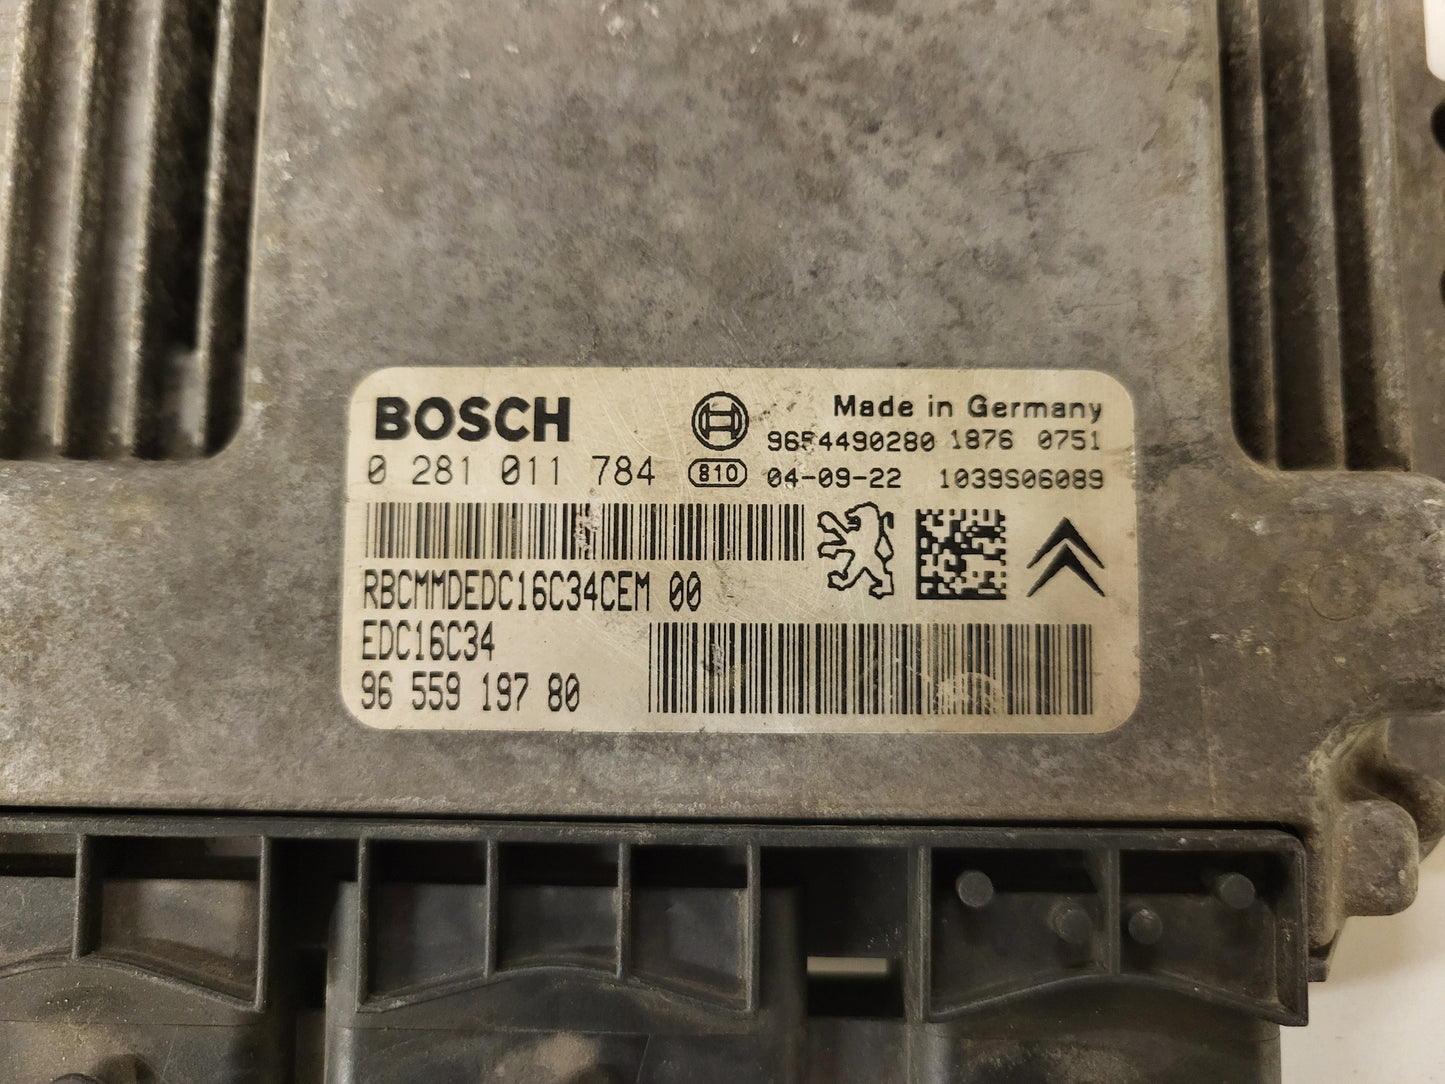 BOSCH
Made in Germany
9654490280 1876 0751
0 281 011 784 810 04-09-22 1039S06089
RBCMMDEDC16C34CEM 00
EDC16C34
96 559 197 80